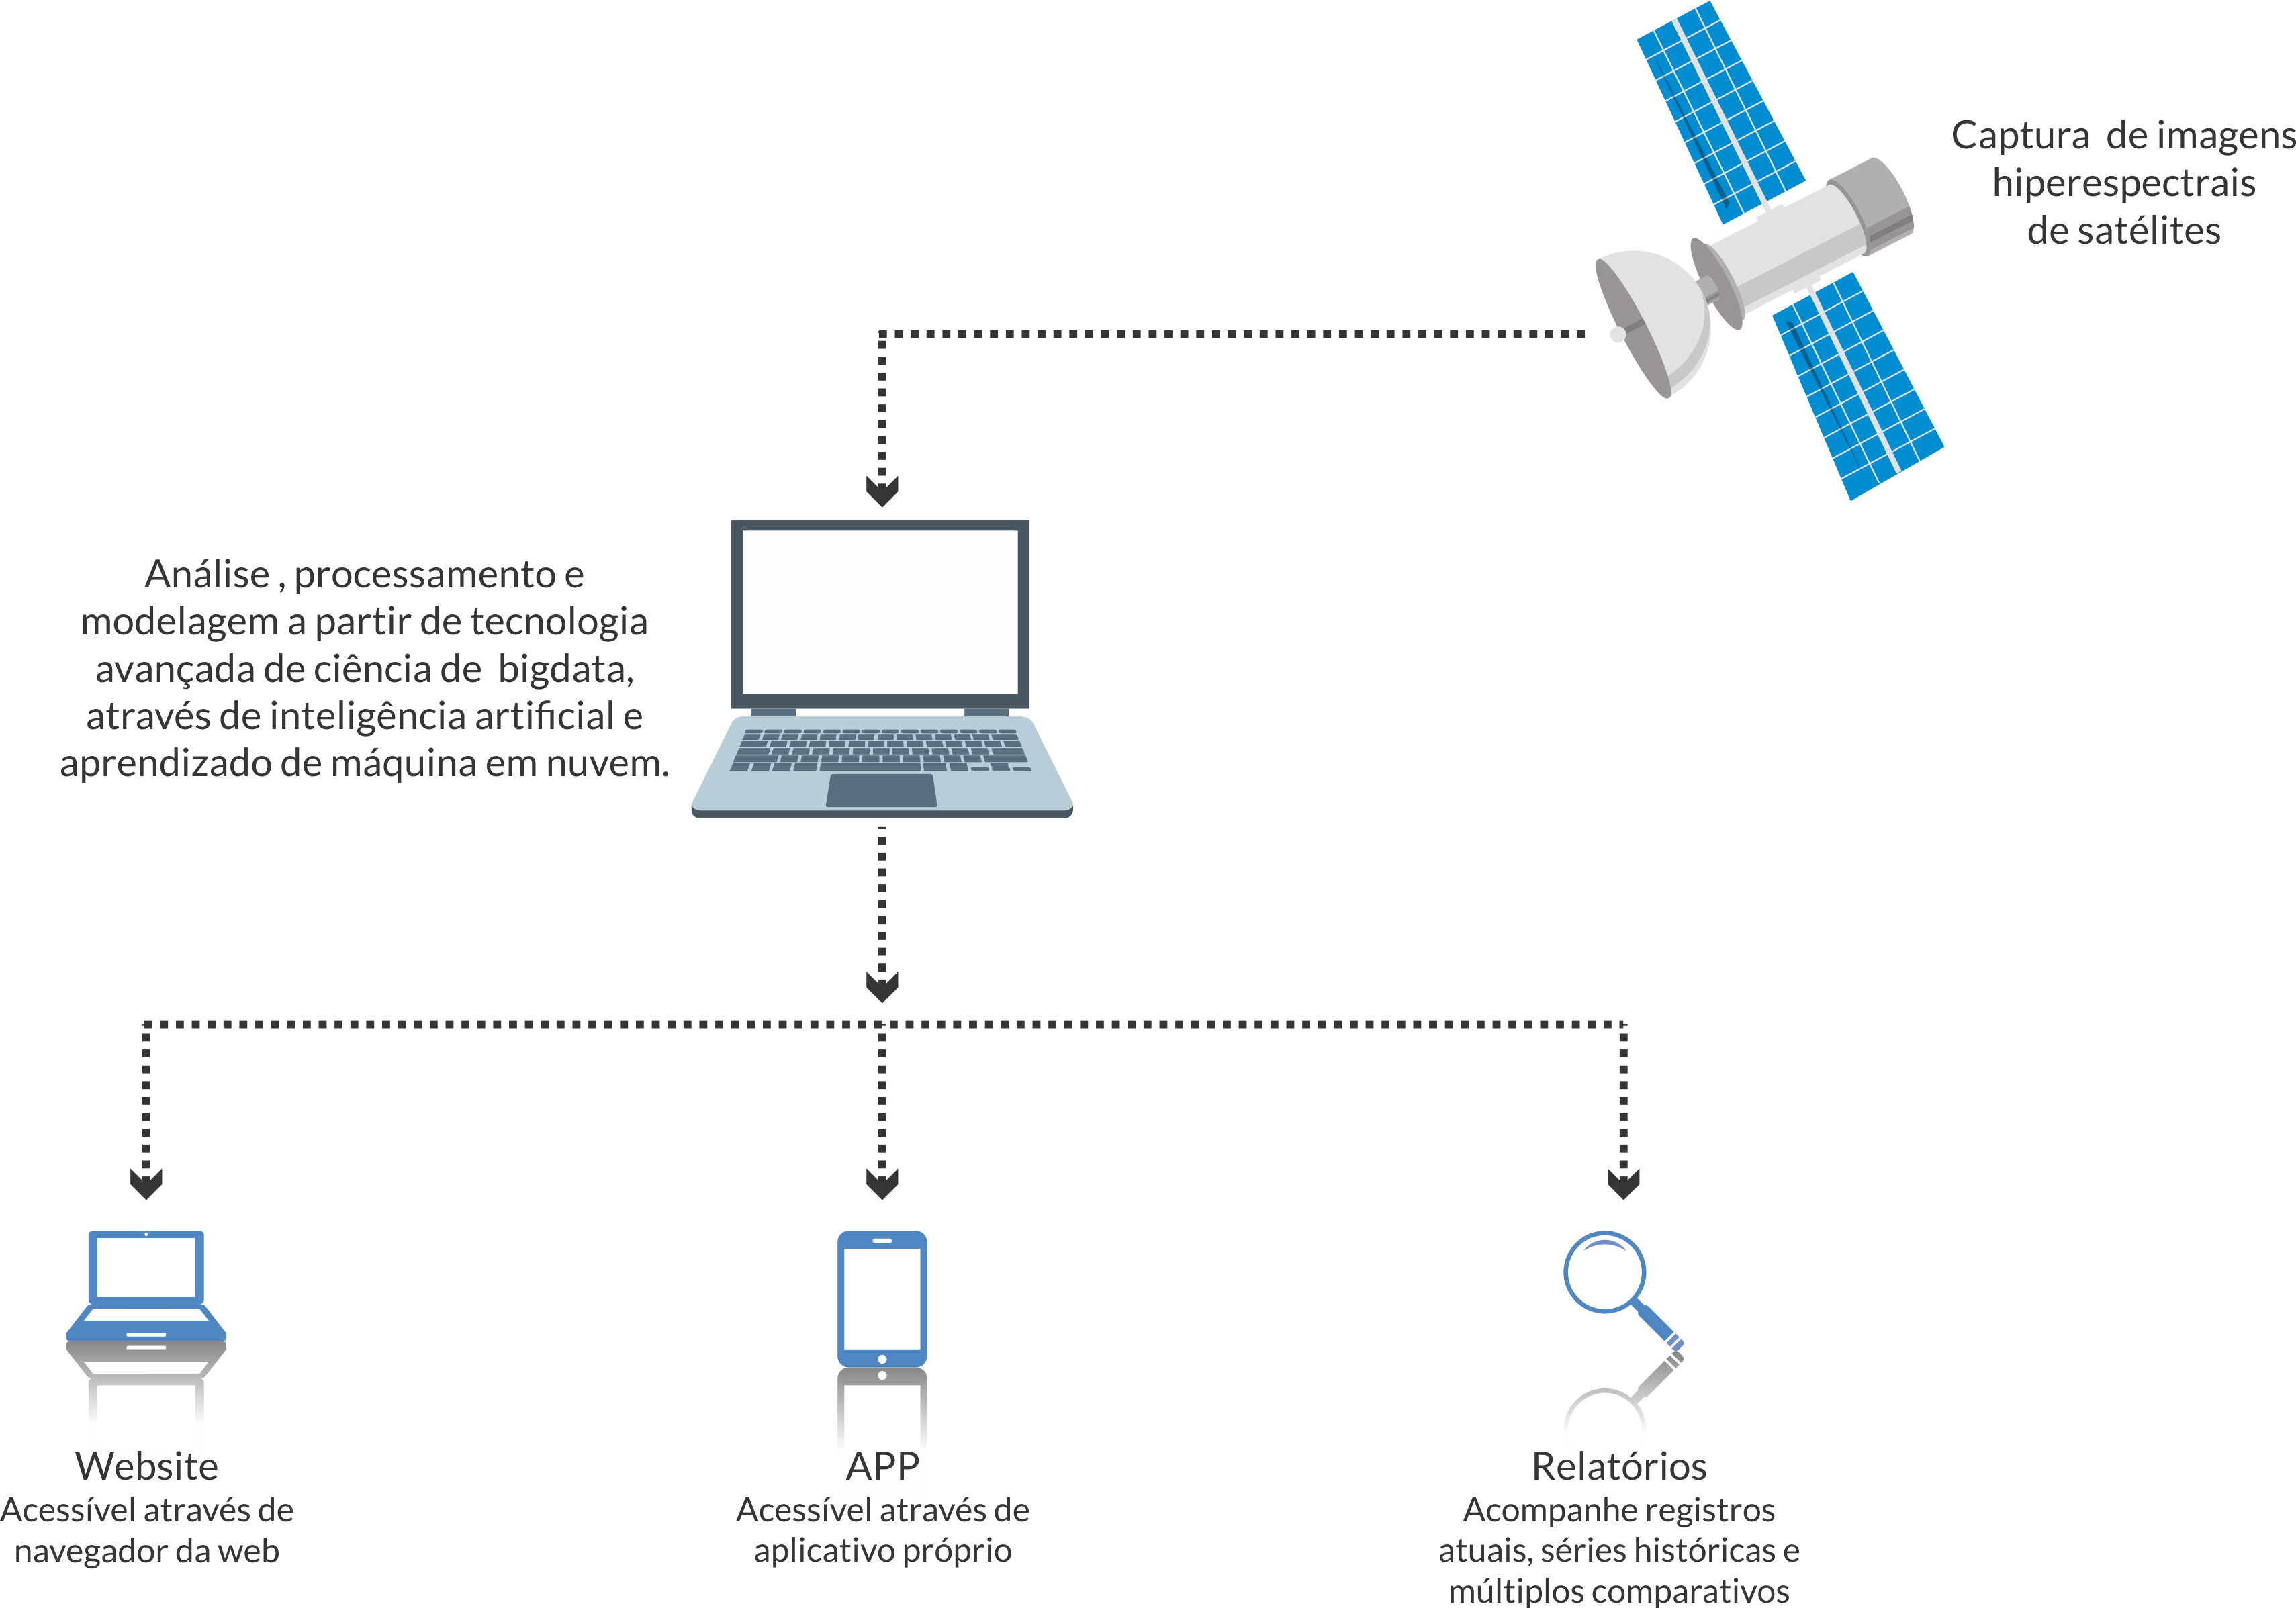 Captura de imagens
hiperespectrais
de satélites
Análise , processamento e
modelagem a partir de tecnologia
avançada de ciência de bigdata,
através de inteligência artificial e
aprendizado de máquina em nuvem.
Website
Acessível através de
navegador da web
APP
Acessível através de
aplicativo próprio
Relatórios
Acompanhe registros
atuais, séries históricas e
múltiplos comparativos